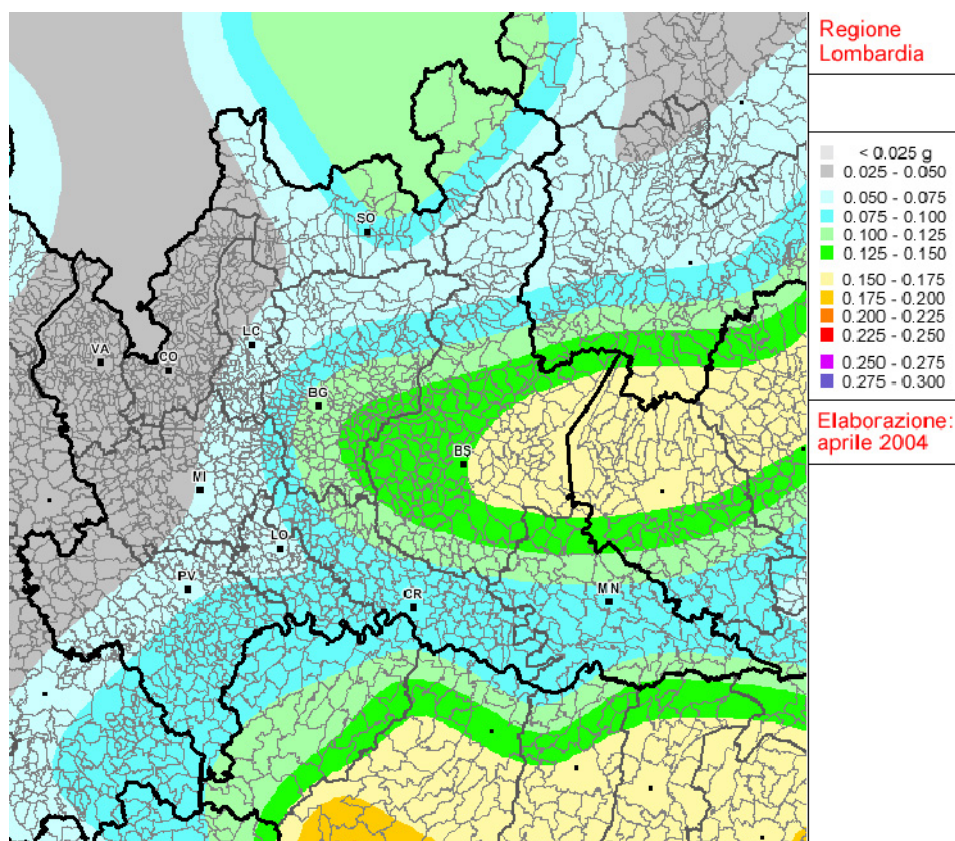 Regione
Lombardia
< 0.025 g
0.025 - 0.050
0.050 - 0.075
0.075 - 0.100
0.100 - 0.125
0.125 - 0.150
0.150 - 0.175
0.175 - 0.200
0.200 - 0.225
0.225 - 0.250
0.250 - 0.275
0.275 - 0.300
Elaborazione:
aprile 2004
SO
LC
VA
CO
BG
BS
MI
LO
PV
CR
MN